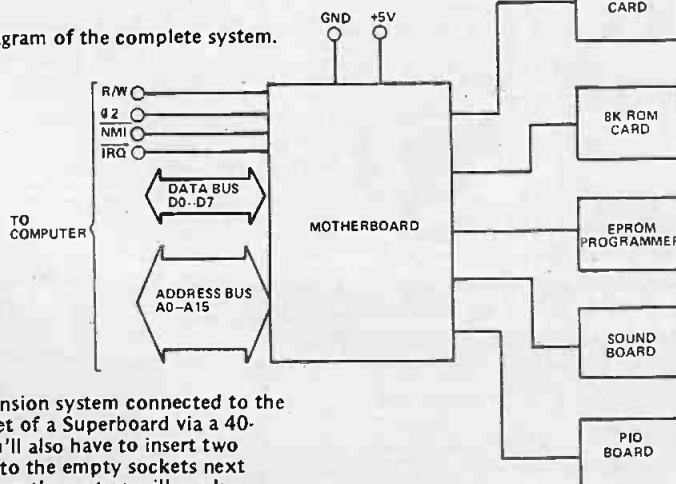 agram of the complete system.
GND +5V
CARD
R/W
φ2
NMI
IRQ
8K ROM
CARD
DATA BUS
D0--D7
TO
COMPUTER
MOTHERBOARD
EPROM
PROGRAMMER
ADDRESS BUS
A0–A15
SOUND
BOARD
nsion system connected to the
et of a Superboard via a 40-
u'll also have to insert two
to the empty sockets next
PIO
BOARD